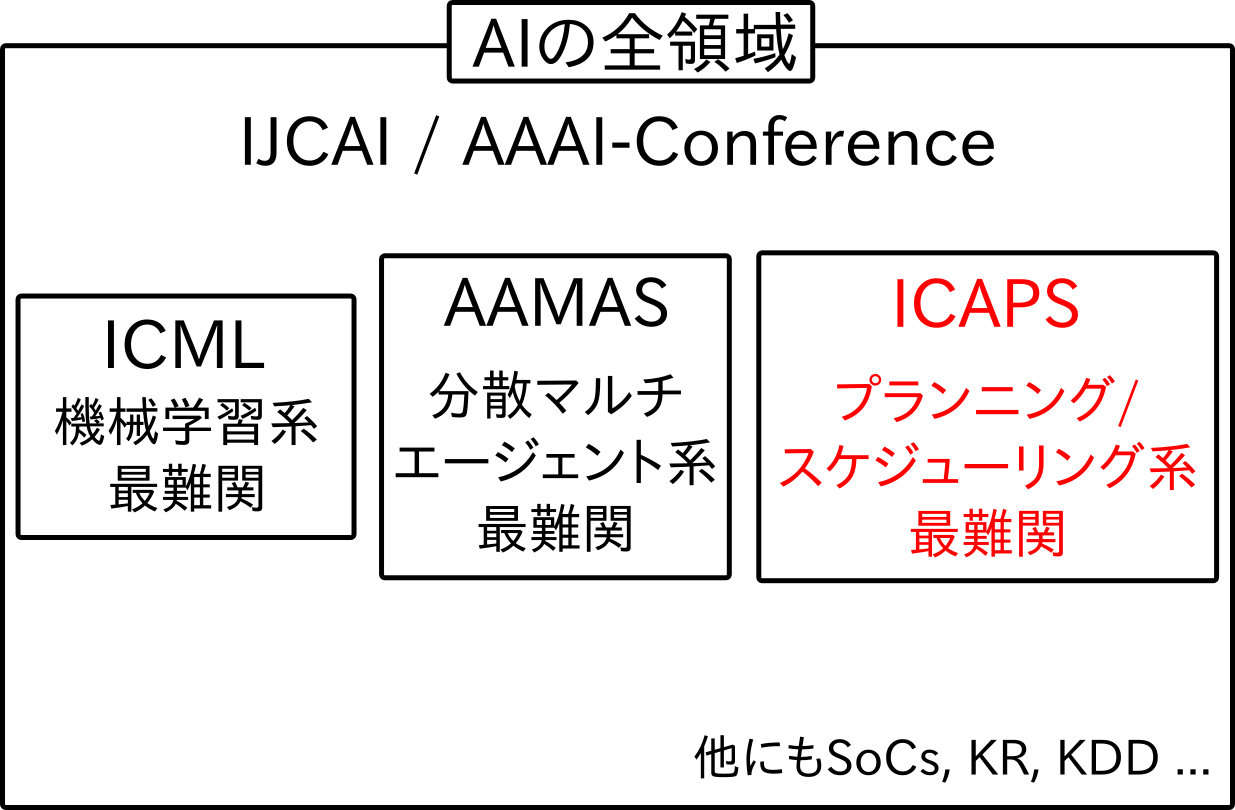 AIの全領域
IJCAI / AAAI-Conference
ICML
機械学習系
最難関
AAMAS
分散マルチ
エージェント系
最難関
ICAPS
プランニング/
スケジューリング系
最難関
他にもSoCs, KR, KDD ...